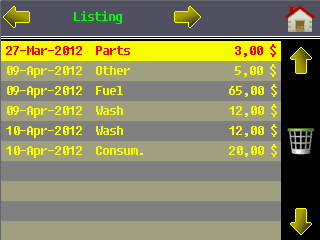 Listing
27-Mar-2012 Parts 3,00 $
09-Apr-2012 Other 5,00 $
09-Apr-2012 Fuel 65,00 $
09-Apr-2012 Wash 12,00 $
10-Apr-2012 Wash 12,00 $
10-Apr-2012 Consum. 20,00 $